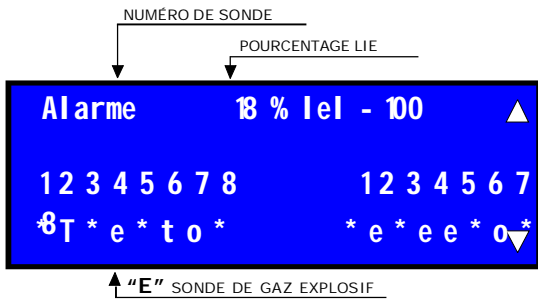 NUMÉRO DE SONDE
POURCENTAGE LIE
Alarme 18 % lel - 100
1 2 3 4 5 6 7 8 1 2 3 4 5 6 7
8
* T * e * t o * * e * e e * o *
“E” SONDE DE GAZ EXPLOSIF